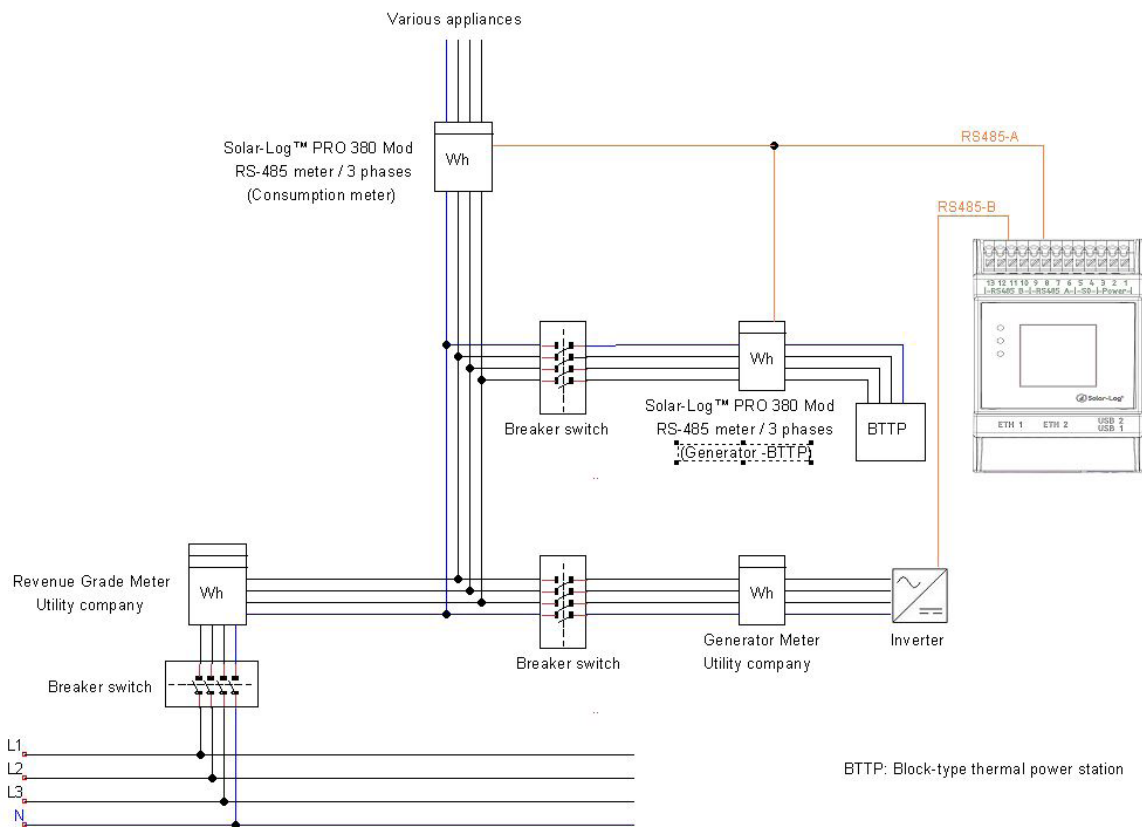 Various appliances
Solar-Log™ PRO 380 Mod
RS-485 meter / 3 phases
(Consumption meter)
Wh
RS485-A
RS485-B
13 12 11 10 9 8 7 6 5 4 3 2 1
|-RS485 B-|-RS485 A-|-S0-|-Power-|
Solar-Log®
ETH 1 ETH 2 USB 2
USB 1
Wh
Breaker switch
Solar-Log™ PRO 380 Mod
RS-485 meter / 3 phases
(Generator -BTTP)
BTTP
..
Revenue Grade Meter
Utility company
Wh
Wh
Breaker switch
Generator Meter
Utility company
Inverter
Breaker switch
..
L1
L2
L3
N
BTTP: Block-type thermal power station